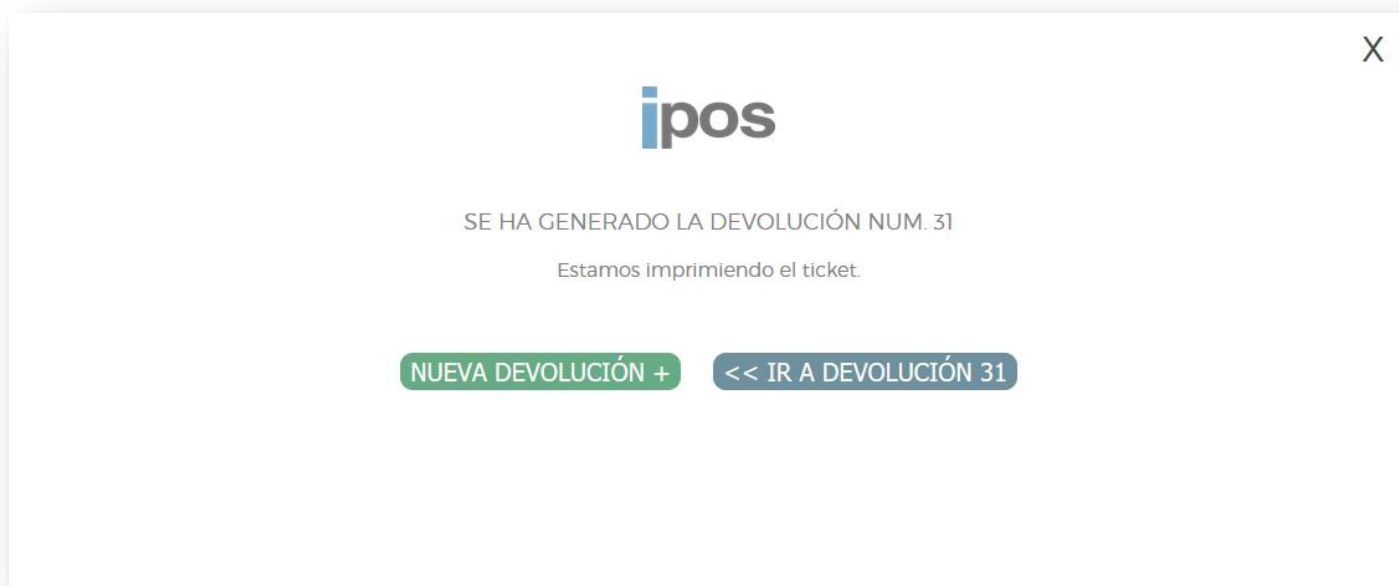 X
ipos
SE HA GENERADO LA DEVOLUCIÓN NUM. 31
Estamos imprimiendo el ticket.
NUEVA DEVOLUCIÓN +
<< IR A DEVOLUCIÓN 31